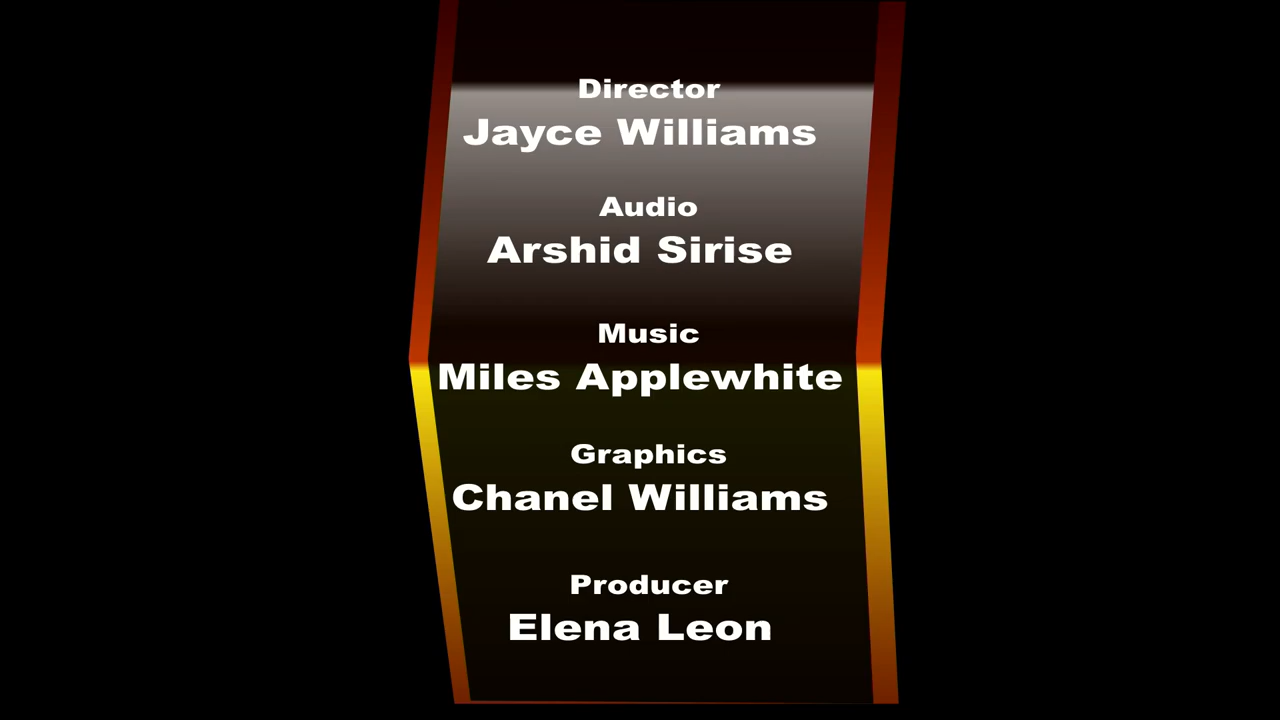 Director
Jayce Williams
Audio
Arshid Sirise
Music
Miles Applewhite
Graphics
Chanel Williams
Producer
Elena Leon